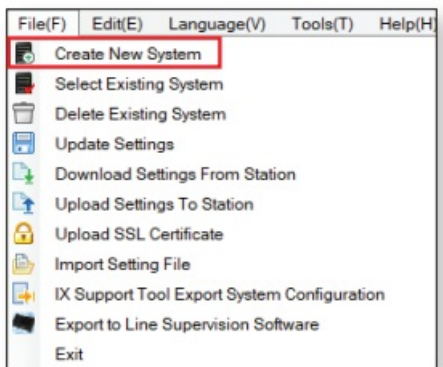 File(F) Edit(E) Language(V) Tools(T) Help(H
Create New System
Select Existing System
Delete Existing System
Update Settings
Download Settings From Station
Upload Settings To Station
Upload SSL Certificate
Import Setting File
IX Support Tool Export System Configuration
Export to Line Supervision Software
Exit